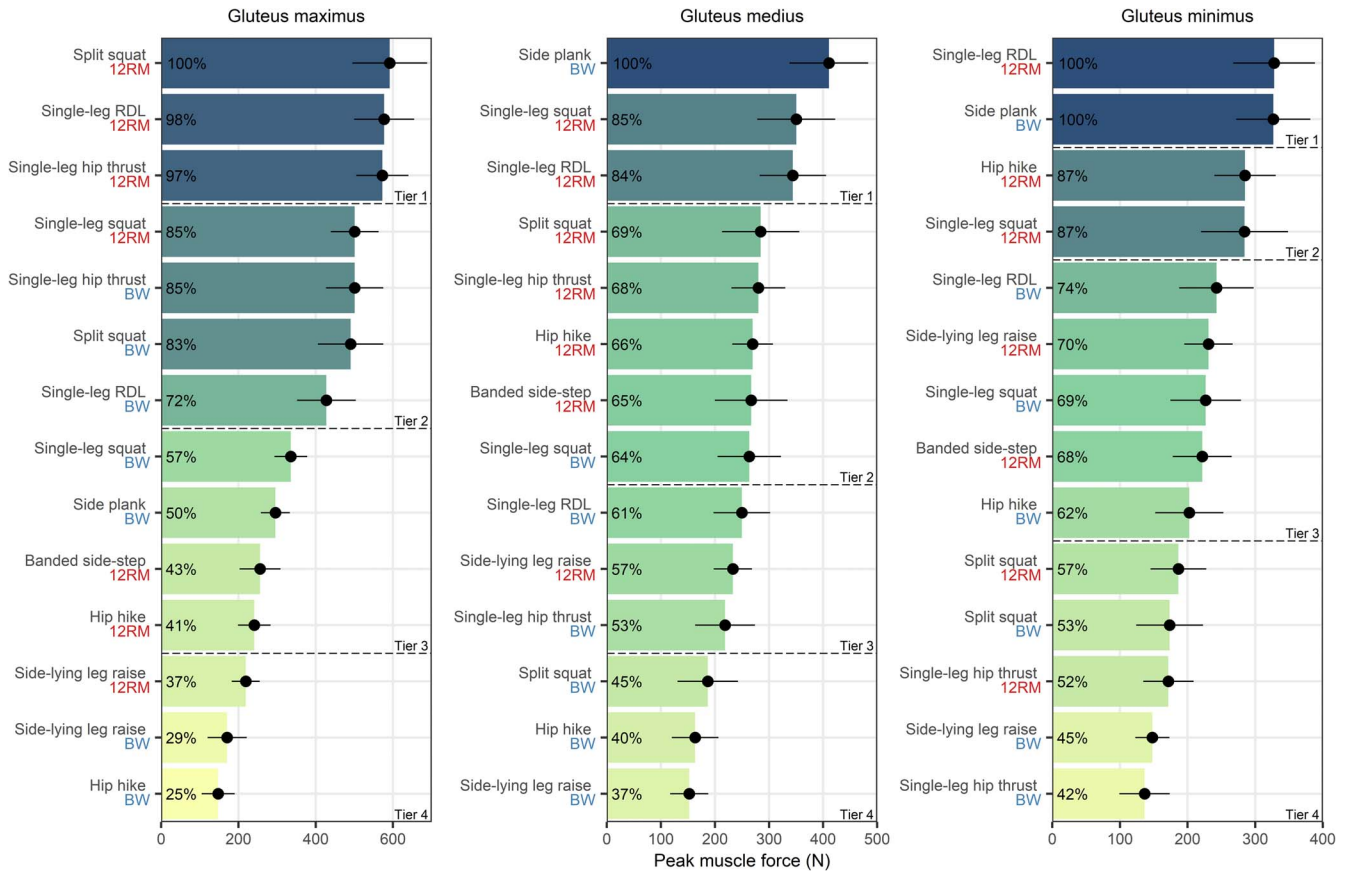 Gluteus maximus
Split squat
12RM
100%
Single-leg RDL
12RM
98%
Single-leg hip thrust
12RM
97%
Tier 1
Single-leg squat
12RM
85%
Single-leg hip thrust
BW
85%
Split squat
BW
83%
Single-leg RDL
BW
72%
Tier 2
Single-leg squat
BW
57%
Side plank
BW
50%
Banded side-step
12RM
43%
Hip hike
12RM
41%
Tier 3
Side-lying leg raise
12RM
37%
Side-lying leg raise
BW
29%
Hip hike
BW
25%
Tier 4
0 200 400 600
Gluteus medius
Side plank
BW
100%
Single-leg squat
12RM
85%
Single-leg RDL
12RM
84%
Tier 1
Split squat
12RM
69%
Single-leg hip thrust
12RM
68%
Hip hike
12RM
66%
Banded side-step
12RM
65%
Single-leg squat
BW
64%
Tier 2
Single-leg RDL
BW
61%
Side-lying leg raise
12RM
57%
Single-leg hip thrust
BW
53%
Tier 3
Split squat
BW
45%
Hip hike
BW
40%
Side-lying leg raise
BW
37%
Tier 4
0 100 200 300 400 500
Peak muscle force (N)
Gluteus minimus
Single-leg RDL
12RM
100%
Side plank
BW
100%
Tier 1
Hip hike
12RM
87%
Single-leg squat
12RM
87%
Tier 2
Single-leg RDL
BW
74%
Side-lying leg raise
12RM
70%
Single-leg squat
BW
69%
Banded side-step
12RM
68%
Hip hike
BW
62%
Tier 3
Split squat
12RM
57%
Split squat
BW
53%
Single-leg hip thrust
12RM
52%
Side-lying leg raise
BW
45%
Single-leg hip thrust
BW
42%
Tier 4
0 100 200 300 400